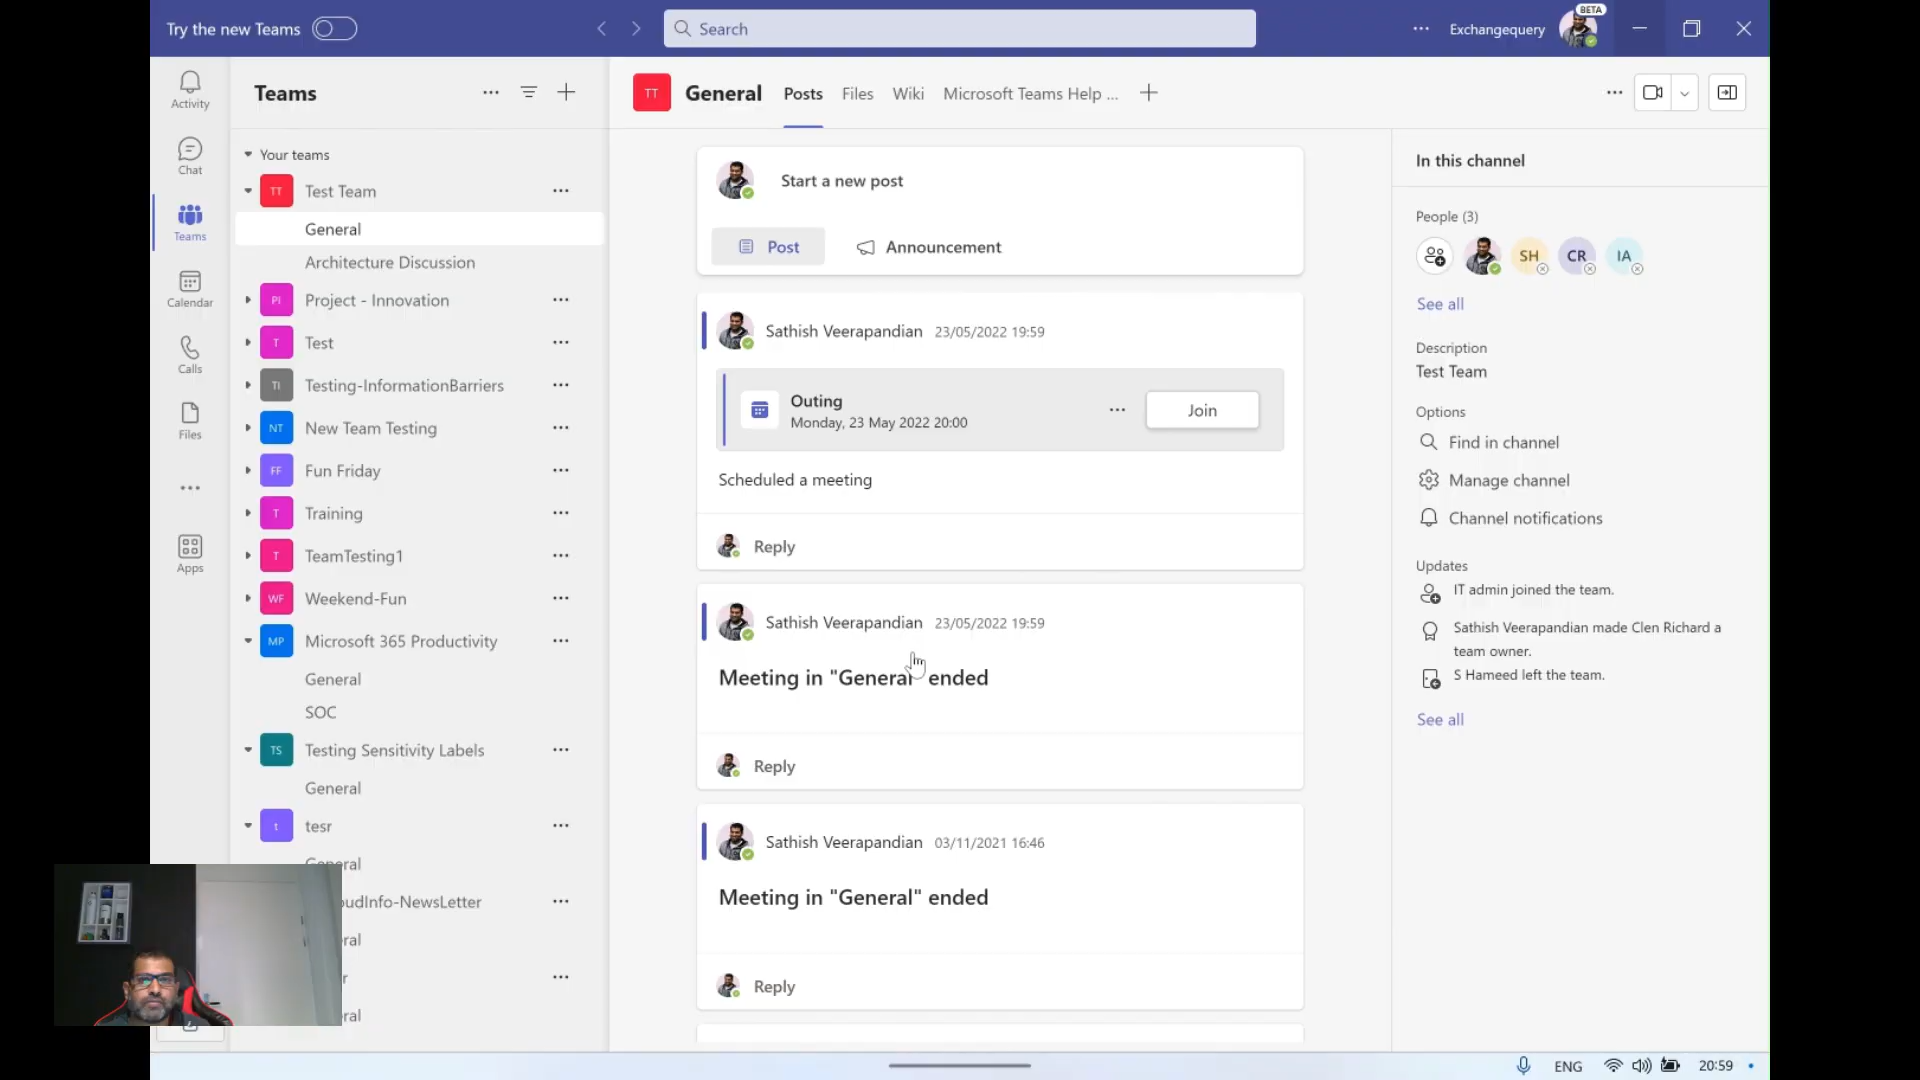 Try the new Teams
Search
Exchangequery
BETA
Activity
Chat
Teams
Calendar
Calls
Files
Apps
Teams
Your teams
TT Test Team
General
Architecture Discussion
PI Project - Innovation
T Test
TI Testing-InformationBarriers
NT New Team Testing
FF Fun Friday
T Training
T TeamTesting1
WF Weekend-Fun
MP Microsoft 365 Productivity
General
SOC
TS Testing Sensitivity Labels
General
t tesr
General
oudInfo-NewsLetter
ral
r
ral
TT General Posts Files Wiki Microsoft Teams Help ...
Start a new post
Post Announcement
Sathish Veerapandian 23/05/2022 19:59
Outing
Monday, 23 May 2022 20:00
Join
Scheduled a meeting
Reply
Sathish Veerapandian 23/05/2022 19:59
Meeting in "General" ended
Reply
Sathish Veerapandian 03/11/2021 16:46
Meeting in "General" ended
Reply
In this channel
People (3)
SH CR IA
See all
Description
Test Team
Options
Find in channel
Manage channel
Channel notifications
Updates
IT admin joined the team.
Sathish Veerapandian made Clen Richard a
team owner.
S Hameed left the team.
See all
ENG 20:59